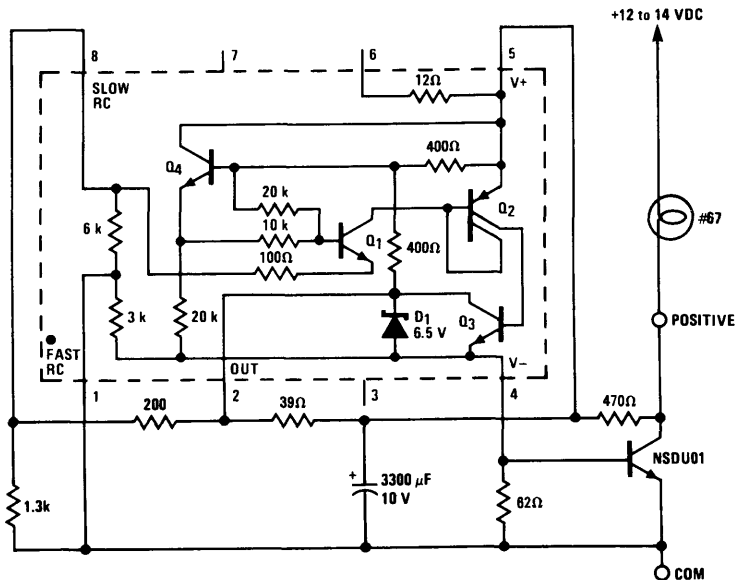 +12 to 14 VDC
8
7
6
5
SLOW
RC
12Ω
V+
400Ω
Q4
20 k
Q2
#67
6 k
10 k
Q1
100Ω
400Ω
3 k
20 k
D1
6.5 V
Q3
POSITIVE
FAST
RC
OUT
V−
1
2
3
4
200
39Ω
470Ω
NSDU01
+
3300 μF
10 V
1.3k
62Ω
COM